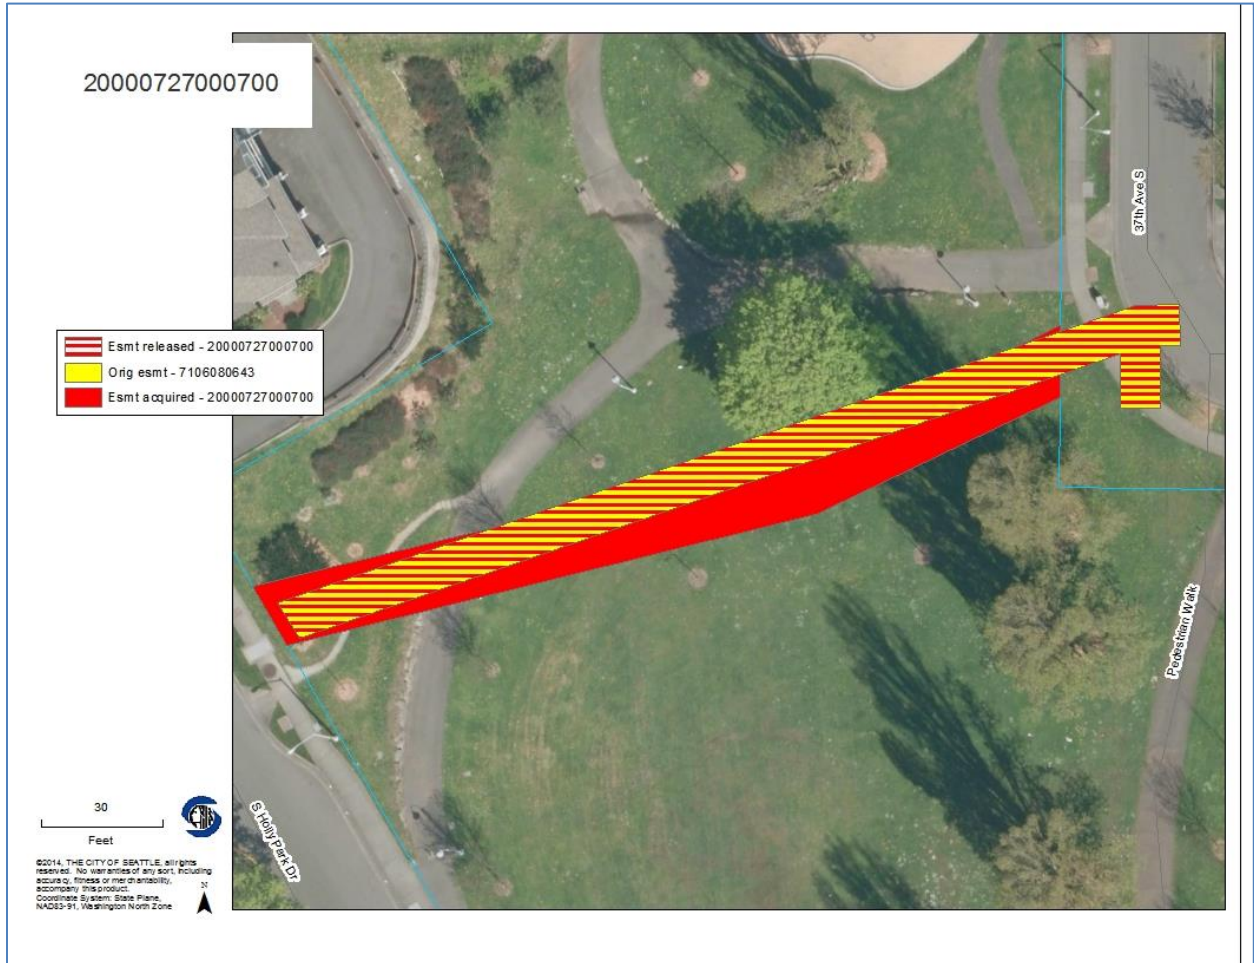 20000727000700
37th Ave S
Esmt released - 20000727000700
Orig esmt - 7106080643
Esmt acquired - 20000727000700
Pedestrian Walk
S Holly Park Dr
30
Feet
©2014, THE CITY OF SEATTLE, all rights
reserved. No warranties of any sort, including
accuracy, fitness or merchantability,
accompany this product.
Coordinate System: State Plane,
NAD83-91, Washington North Zone
N